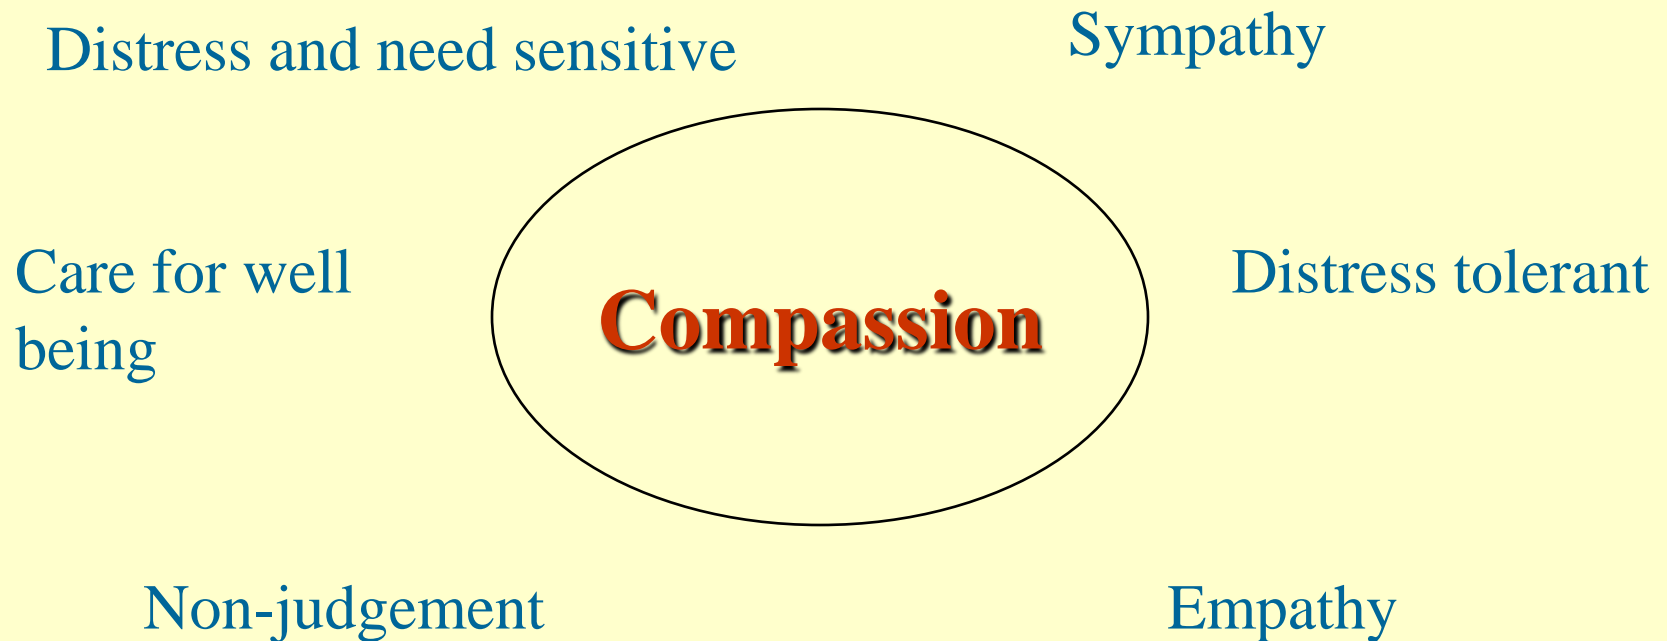 Distress and need sensitive
Sympathy
Care for well
being
Compassion
Distress tolerant
Non-judgement
Empathy